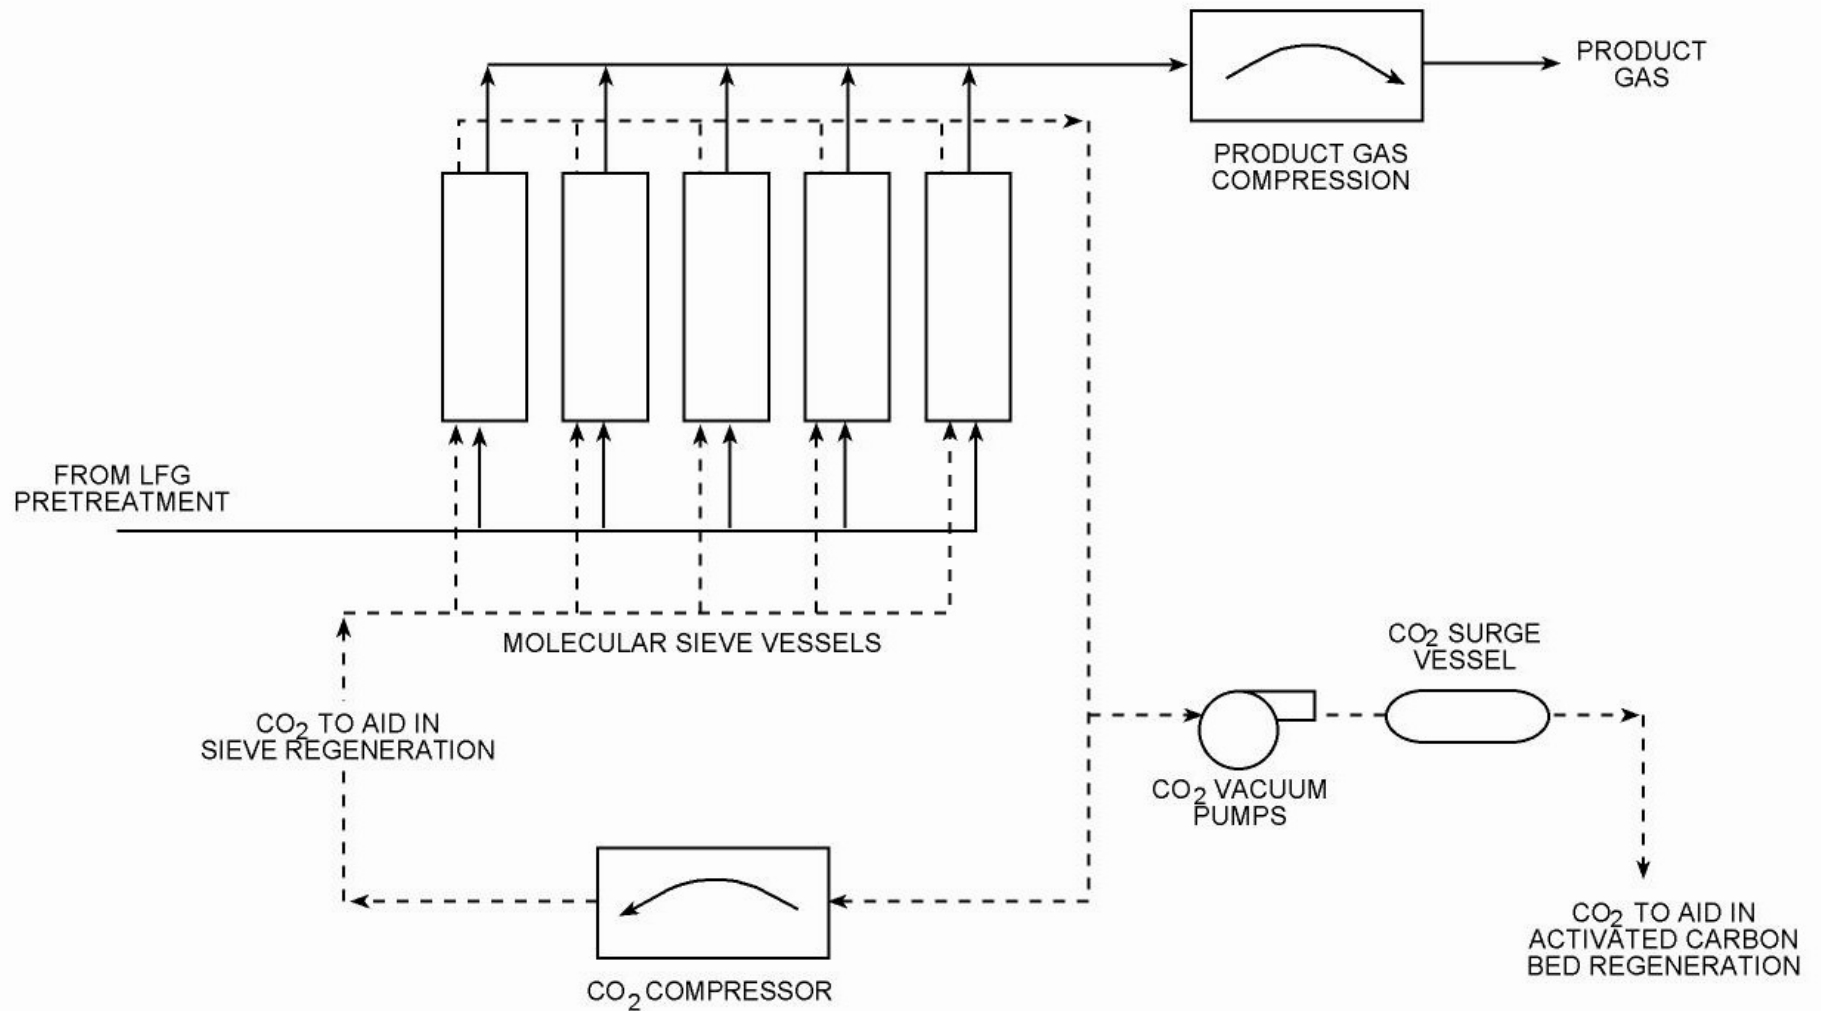 PRODUCT
GAS
PRODUCT GAS
COMPRESSION
FROM LFG
PRETREATMENT
MOLECULAR SIEVE VESSELS
CO2 SURGE
VESSEL
CO2 TO AID IN
SIEVE REGENERATION
CO2 VACUUM
PUMPS
CO2 TO AID IN
ACTIVATED CARBON
BED REGENERATION
CO2 COMPRESSOR